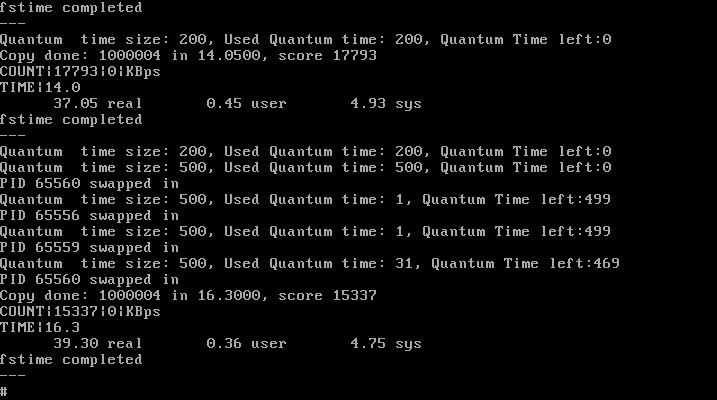 fstime completed
---
Quantum  time size: 200, Used Quantum time: 200, Quantum Time left:0
Copy done: 1000004 in 14.0500, score 17793
COUNT|17793|0|KBps
TIME|14.0
      37.05 real       0.45 user       4.93 sys
fstime completed
---
Quantum  time size: 200, Used Quantum time: 200, Quantum Time left:0
Quantum  time size: 500, Used Quantum time: 500, Quantum Time left:0
PID 65560 swapped in
Quantum  time size: 500, Used Quantum time: 1, Quantum Time left:499
PID 65556 swapped in
Quantum  time size: 500, Used Quantum time: 1, Quantum Time left:499
PID 65559 swapped in
Quantum  time size: 500, Used Quantum time: 31, Quantum Time left:469
PID 65560 swapped in
Copy done: 1000004 in 16.3000, score 15337
COUNT|15337|0|KBps
TIME|16.3
      39.30 real       0.36 user       4.75 sys
fstime completed
---
#